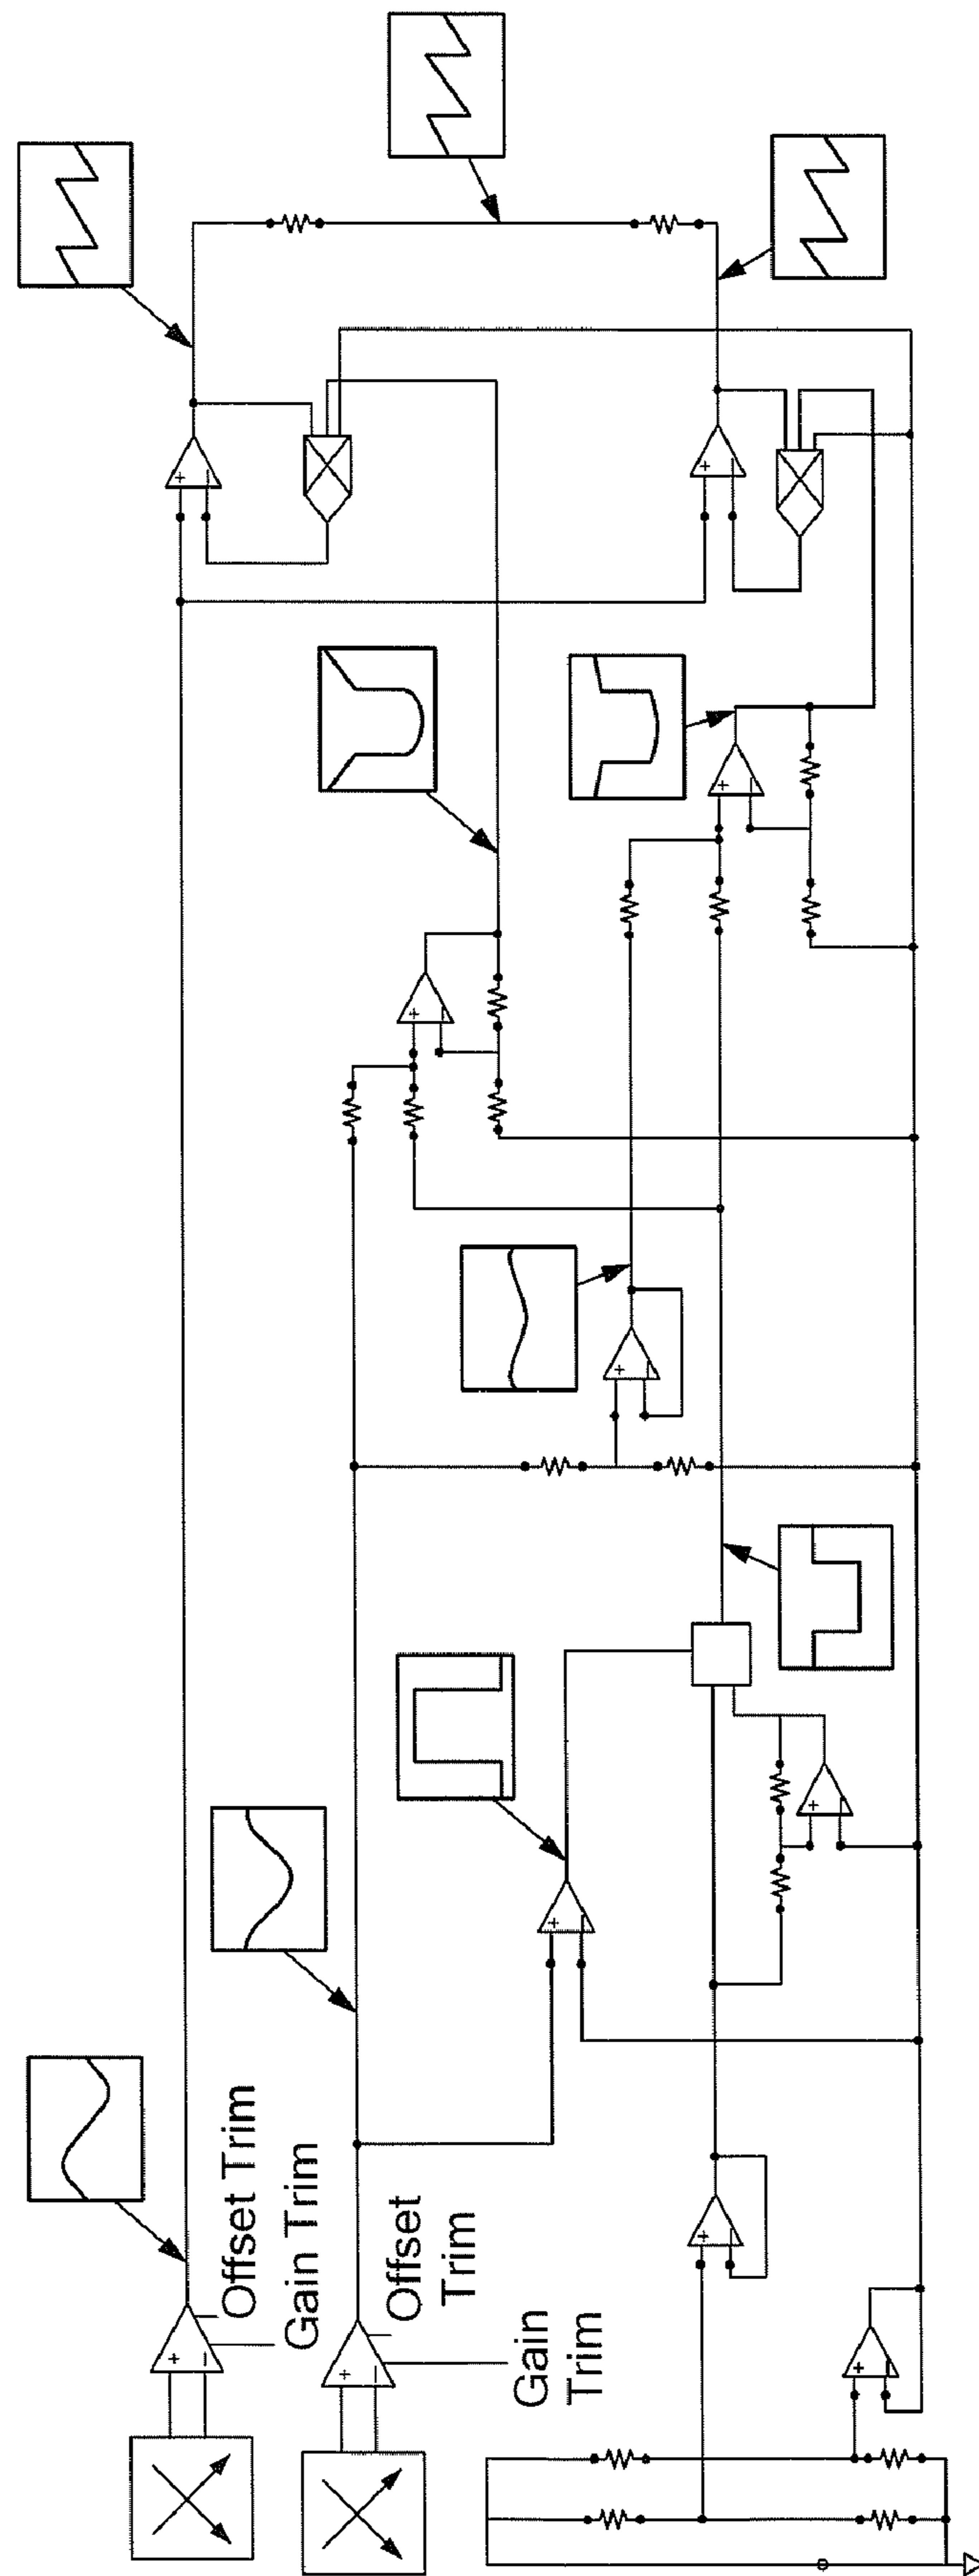 Offset Trim
Gain Trim
Offset
Trim
Gain
Trim